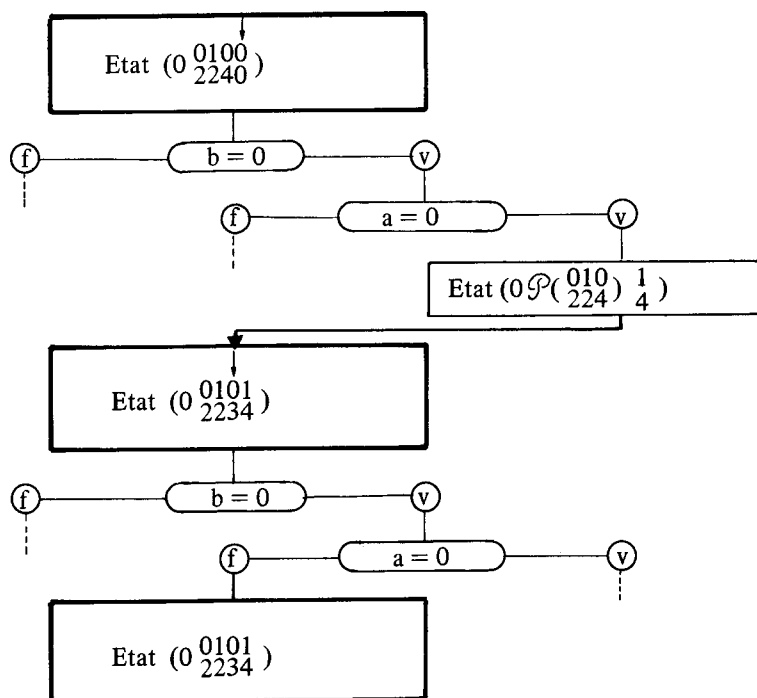 Etat (0 0100 2240 )
f b = 0 v
f a = 0 v
Etat (0 𝒫( 010 224 ) 1 4 )
Etat (0 0101 2234 )
f b = 0 v
f a = 0 v
Etat (0 0101 2234 )